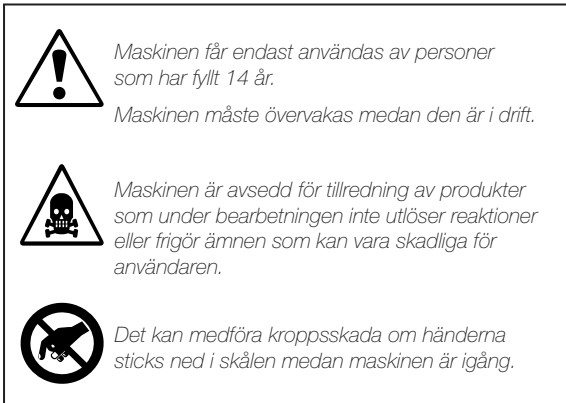 Maskinen får endast användas av personer
som har fyllt 14 år.
Maskinen måste övervakas medan den är i drift.
Maskinen är avsedd för tillredning av produkter
som under bearbetningen inte utlöser reaktioner
eller frigör ämnen som kan vara skadliga för
användaren.
Det kan medföra kroppsskada om händerna
sticks ned i skålen medan maskinen är igång.